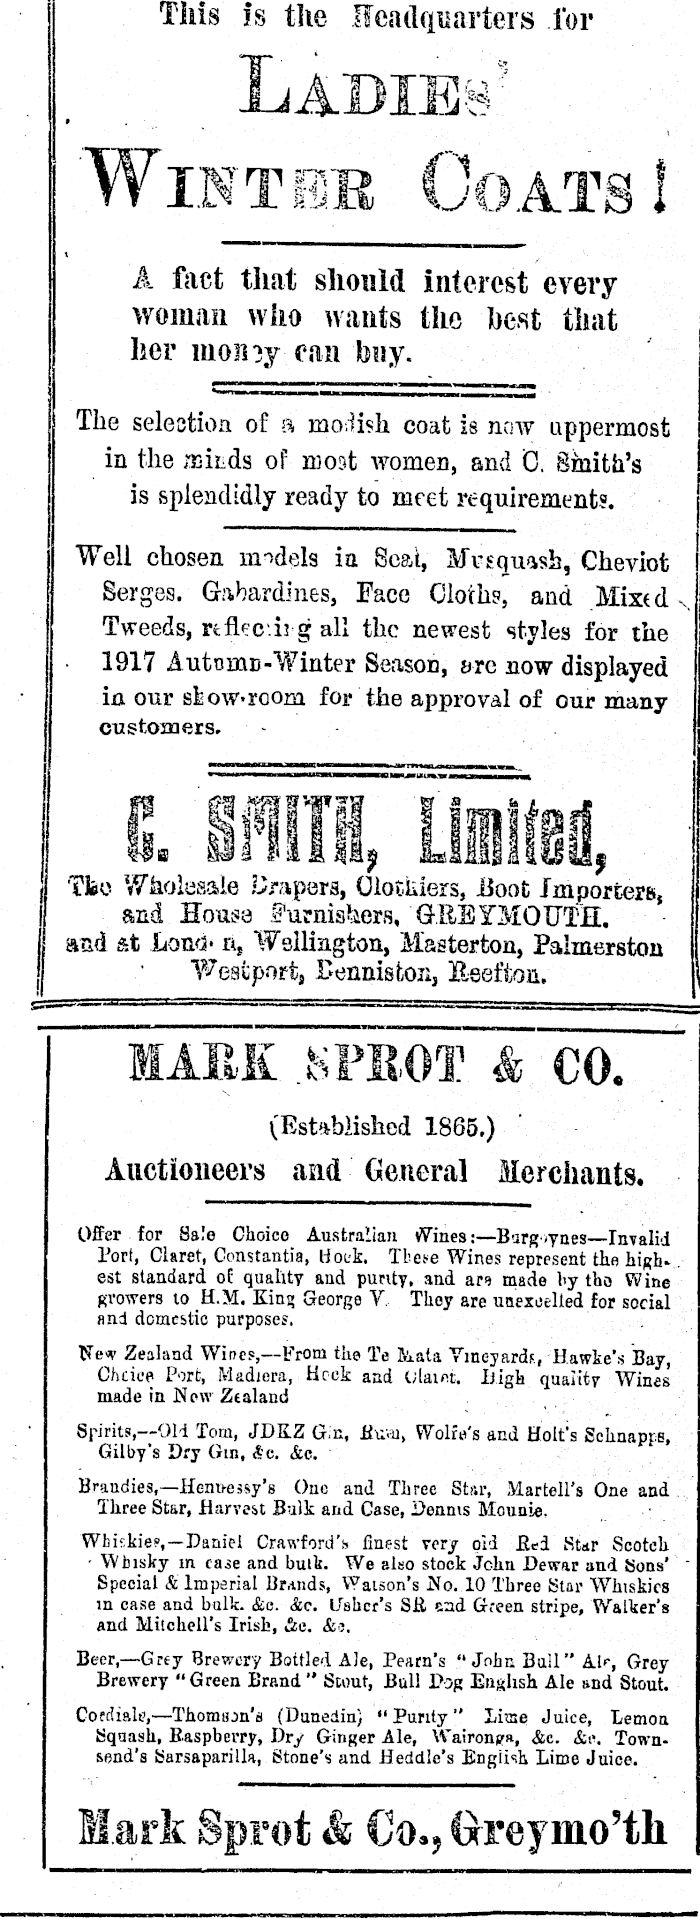 This is the Headquarters for
LADIES'
WINTER COATS!
A fact that should interest every
woman who wants the best that
her money can buy.
The selection of a modish coat is now uppermost
in the minds of most women, and C. Smith's
is splendidly ready to meet requirements.
Well chosen models in Seal, Musquash, Cheviot
Serges. Gabardines, Face Cloths, and Mixed
Tweeds, reflecting all the newest styles for the
1917 Autumn-Winter Season, are now displayed
in our show-room for the approval of our many
customers.
C. SMITH, Limited,
The Wholesale Drapers, Clothiers, Boot Importers,
and House Furnishers, GREYMOUTH.
and at London, Wellington, Masterton, Palmerston
Westport, Denniston, Reefton.
MARK SPROT & CO.
(Established 1865.)
Auctioneers and General Merchants.
Offer for Sale Choice Australian Wines:—Burgoynes—Invalid
Port, Claret, Constantia, Hock. These Wines represent the high-
est standard of quality and purity, and are made by the Wine
growers to H.M. King George V. They are unexcelled for social
and domestic purposes.
New Zealand Wines,—From the Te Mata Vineyards, Hawke's Bay,
Choice Port, Madiera, Hock and Claret. High quality Wines
made in New Zealand
Spirits,—Old Tom, JDKZ Gin, Rum, Wolfe's and Holt's Schnapps,
Gilby's Dry Gin, &c. &c.
Brandies,—Hennessy's One and Three Star, Martell's One and
Three Star, Harvest Bulk and Case, Dennis Mounie.
Whiskies,—Daniel Crawford's finest very old Red Star Scotch
Whisky in case and bulk. We also stock John Dewar and Sons'
Special & Imperial Brands, Watson's No. 10 Three Star Whiskies
in case and bulk. &c. &c. Usher's SR and Green stripe, Walker's
and Mitchell's Irish, &c. &c.
Beer,—Grey Brewery Bottled Ale, Pearn's "John Bull" Ale, Grey
Brewery "Green Brand" Stout, Bull Dog English Ale and Stout.
Cordials,—Thomson's (Dunedin) "Purity" Lime Juice, Lemon
Squash, Raspberry, Dry Ginger Ale, Waironga, &c. &c. Town-
send's Sarsaparilla, Stone's and Heddle's English Lime Juice.
Mark Sprot & Co., Greymo'th